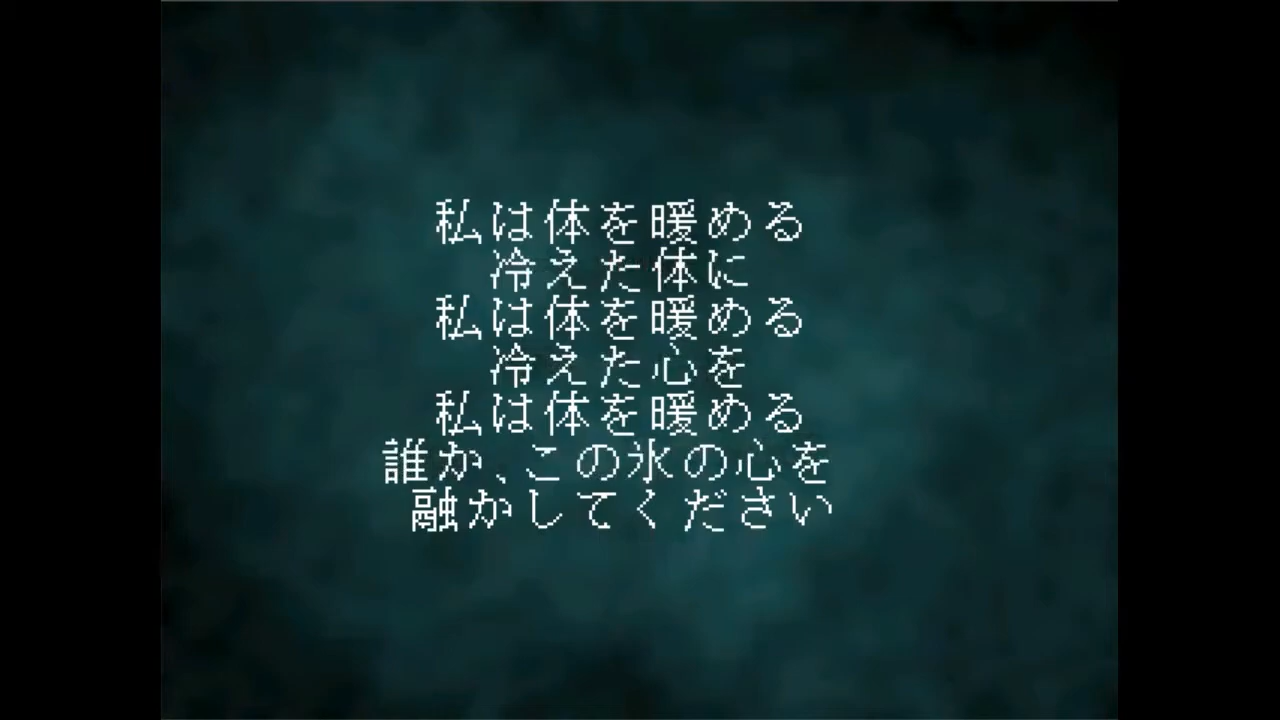 私は体を暖める
冷えた体に
私は体を暖める
冷えた心を
私は体を暖める
誰か、この氷の心を
融かしてください